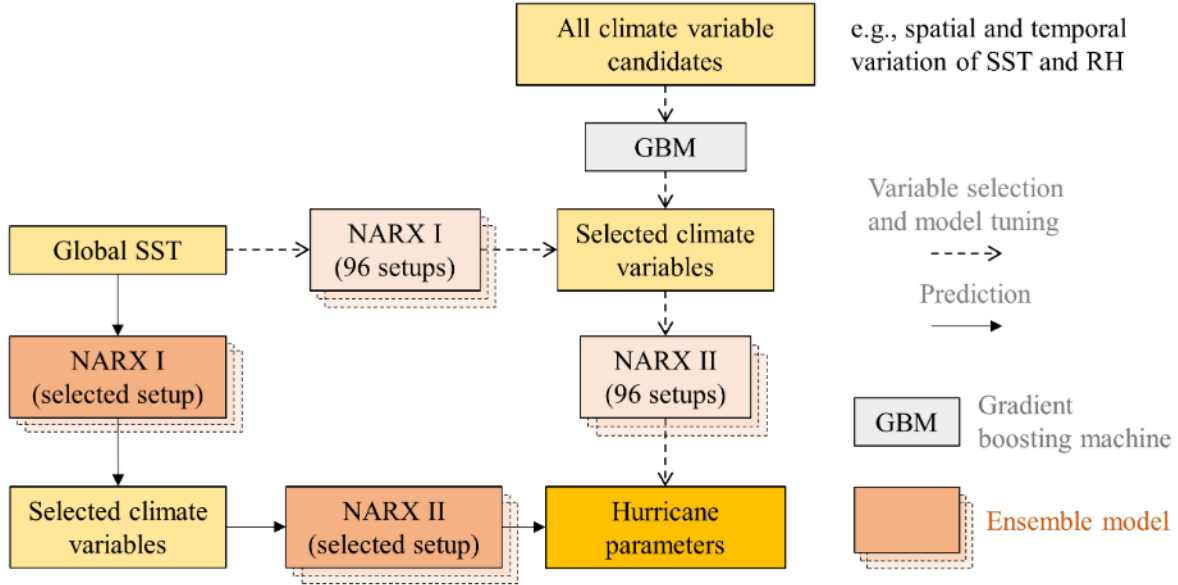 All climate variable
candidates
e.g., spatial and temporal
variation of SST and RH
GBM
Variable selection
and model tuning
Global SST
NARX I
(96 setups)
Selected climate
variables
Prediction
NARX I
(selected setup)
NARX II
(96 setups)
GBM
Gradient
boosting machine
Selected climate
variables
NARX II
(selected setup)
Hurricane
parameters
Ensemble model